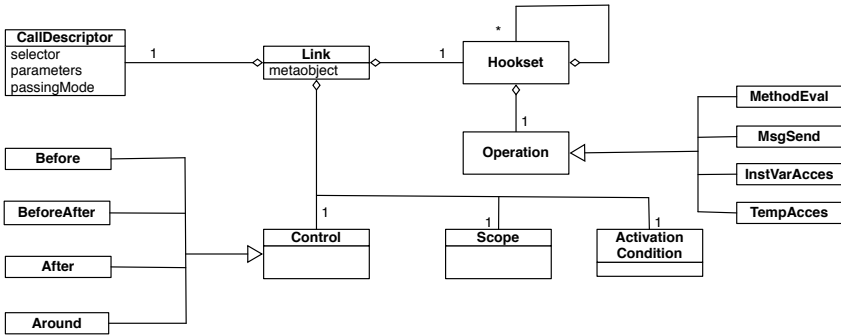 CallDescriptor
selector
parameters
passingMode
1
Link
metaobject
1
*
Hookset
1
Operation
MethodEval
MsgSend
InstVarAcces
TempAcces
Before
BeforeAfter
After
Around
1
Control
1
Scope
1
Activation
Condition